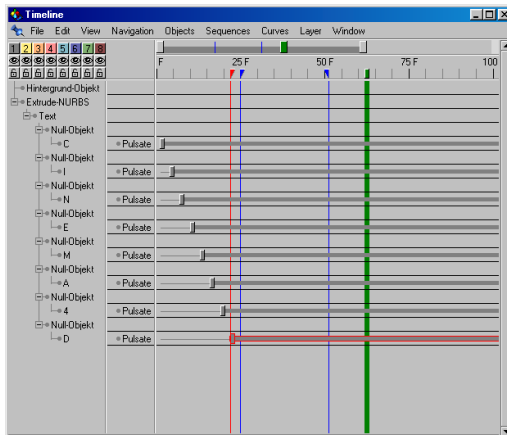 Timeline
File Edit View Navigation Objects Sequences Curves Layer Window
1 2 3 4 5 6 7 8
F 25 F 50 F 75 F 100
Hintergrund-Objekt
Extrude-NURBS
Text
Null-Objekt
C Pulsate
Null-Objekt
I Pulsate
Null-Objekt
N Pulsate
Null-Objekt
E Pulsate
Null-Objekt
M Pulsate
Null-Objekt
A Pulsate
Null-Objekt
4 Pulsate
Null-Objekt
D Pulsate